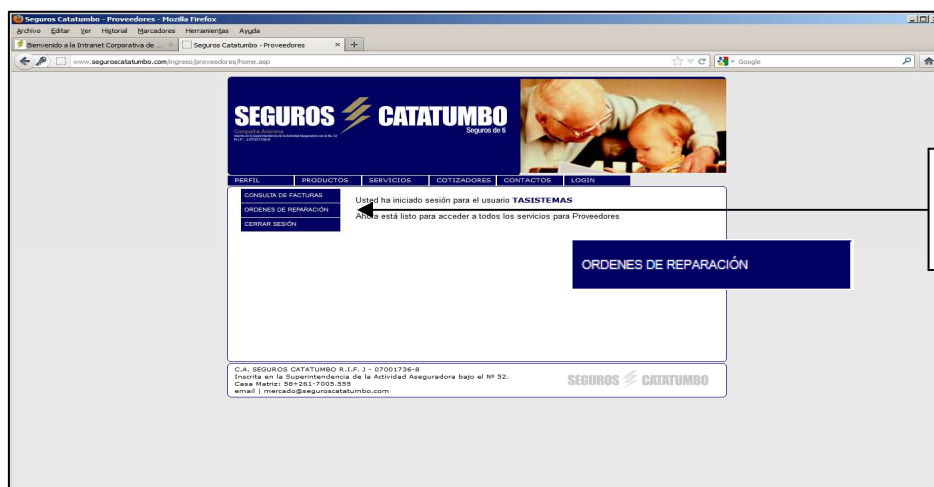 Seguros Catatumbo - Proveedores - Mozilla Firefox
Archivo Editar Ver Historial Marcadores Herramientas Ayuda
Bienvenido a la Intranet Corporativa de ... × Seguros Catatumbo - Proveedores × +
www.seguroscatatumbo.com/ingreso/proveedores/home.asp Google
SEGUROS CATATUMBO
Compañía Anónima
Seguros de ti
PERFIL PRODUCTOS SERVICIOS COTIZADORES CONTACTOS LOGIN
CONSULTA DE FACTURAS
ORDENES DE REPARACIÓN
CERRAR SESIÓN
Usted ha iniciado sesión para el usuario TASISTEMAS
Ahora está listo para acceder a todos los servicios para Proveedores
ORDENES DE REPARACIÓN
C.A. SEGUROS CATATUMBO R.I.F. J - 07001736-8
Inscrita en la Superintendencia de la Actividad Aseguradora bajo el Nº 52.
Casa Matriz: 58+261-7005.555
email | mercado@seguroscatatumbo.com
SEGUROS CATATUMBO